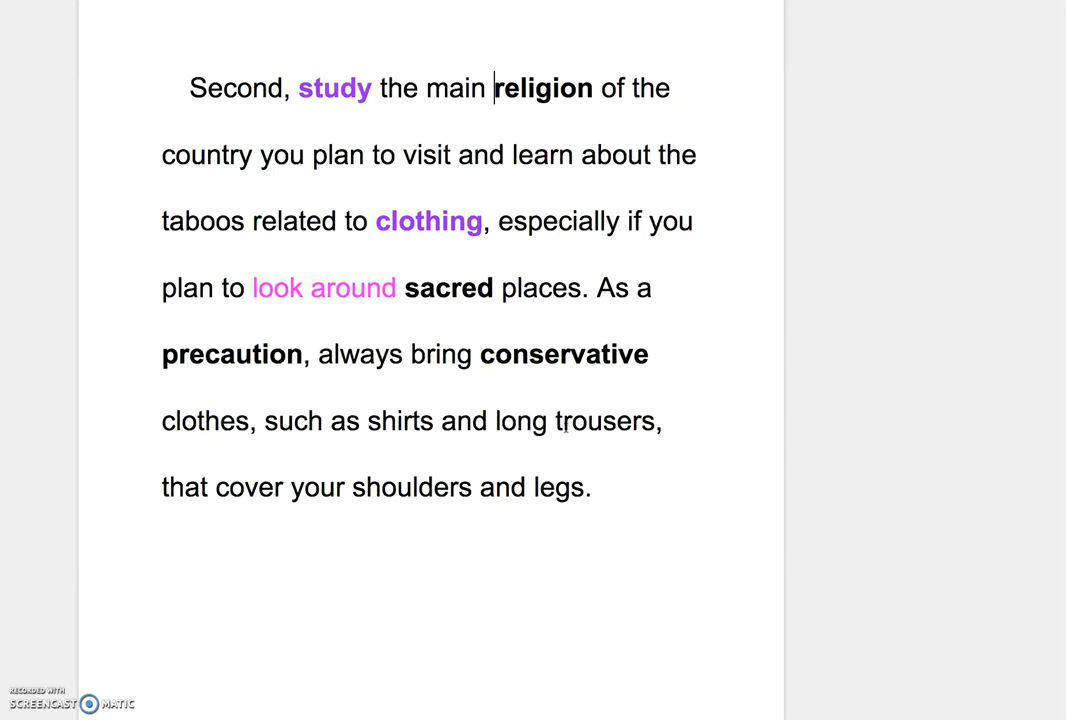 Second, study the main religion of the
country you plan to visit and learn about the
taboos related to clothing, especially if you
plan to look around sacred places. As a
precaution, always bring conservative
clothes, such as shirts and long trousers,
that cover your shoulders and legs.
RECORDED WITH
SCREENCAST MATIC